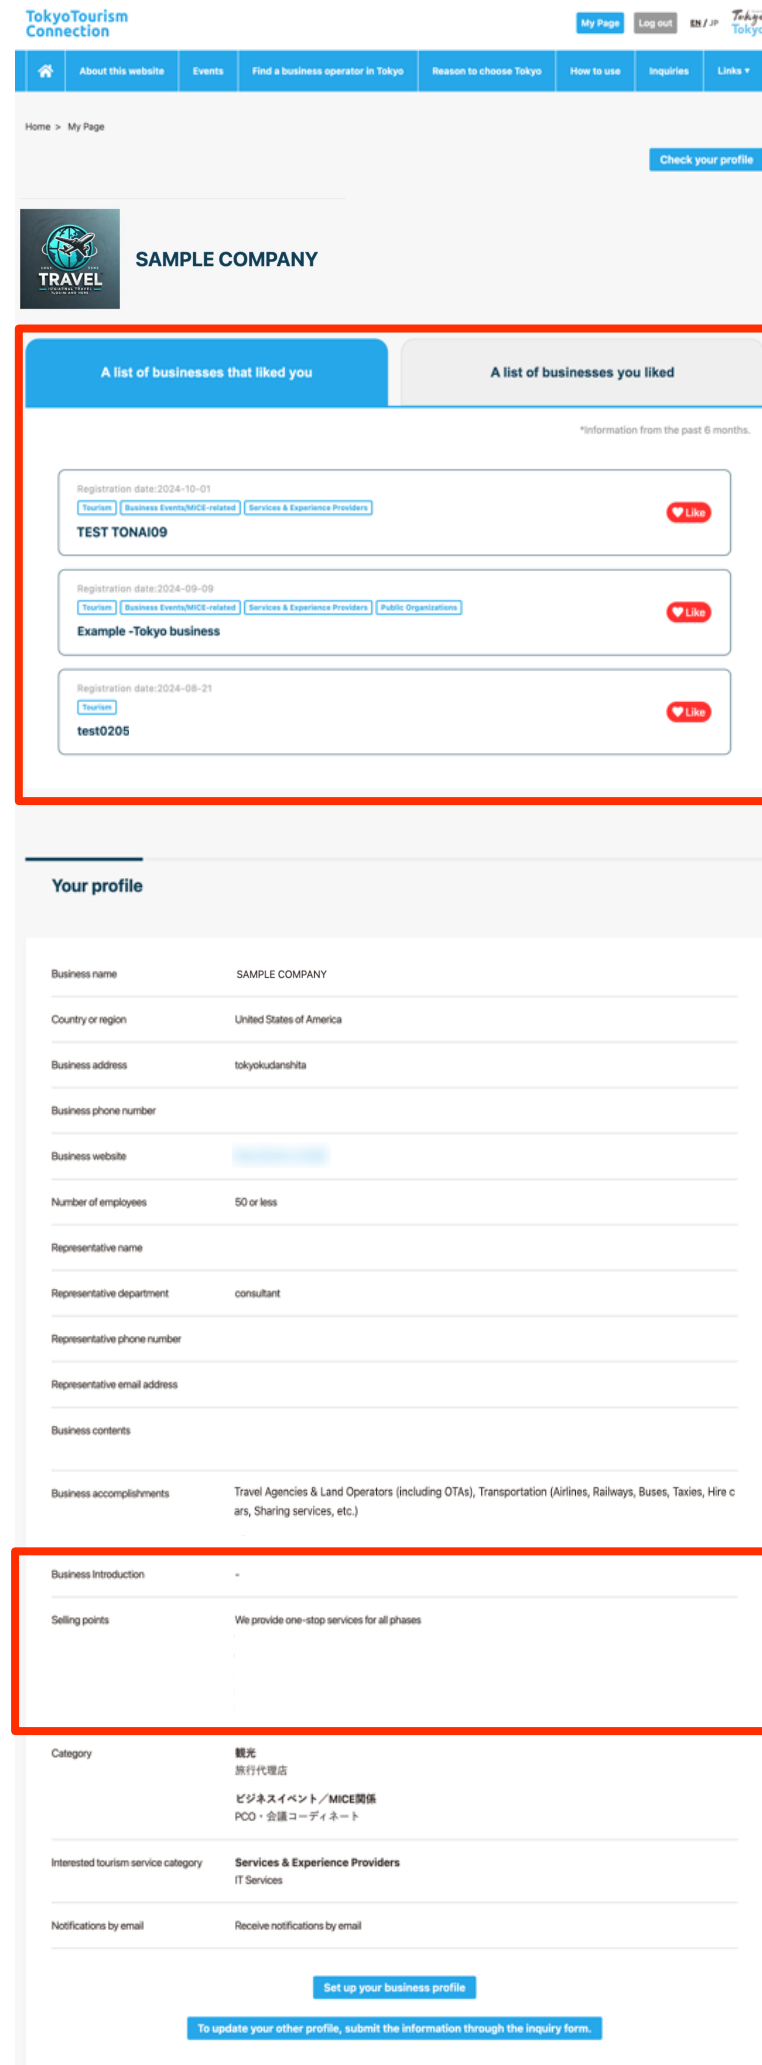 TokyoTourism
Connection
My Page
Log out
EN / JP
Tokyo
Tokyo
About this website
Events
Find a business operator in Tokyo
Reason to choose Tokyo
How to use
Inquiries
Links ▾
Home > My Page
Check your profile
TRAVEL
SAMPLE COMPANY
A list of businesses that liked you
A list of businesses you liked
*Information from the past 6 months.
Registration date:2024-10-01
Tourism
Business Events/MICE-related
Services & Experience Providers
TEST TONAI09
Like
Registration date:2024-09-09
Tourism
Business Events/MICE-related
Services & Experience Providers
Public Organizations
Example -Tokyo business
Like
Registration date:2024-08-21
Tourism
test0205
Like
Your profile
Business name SAMPLE COMPANY
Country or region United States of America
Business address tokyokudanshita
Business phone number
Business website
Number of employees 50 or less
Representative name
Representative department consultant
Representative phone number
Representative email address
Business contents
Business accomplishments Travel Agencies & Land Operators (including OTAs), Transportation (Airlines, Railways, Buses, Taxies, Hire c
ars, Sharing services, etc.)
Business Introduction -
Selling points We provide one-stop services for all phases
Category 観光
旅行代理店
ビジネスイベント／MICE関係
PCO・会議コーディネート
Interested tourism service category Services & Experience Providers
IT Services
Notifications by email Receive notifications by email
Set up your business profile
To update your other profile, submit the information through the inquiry form.